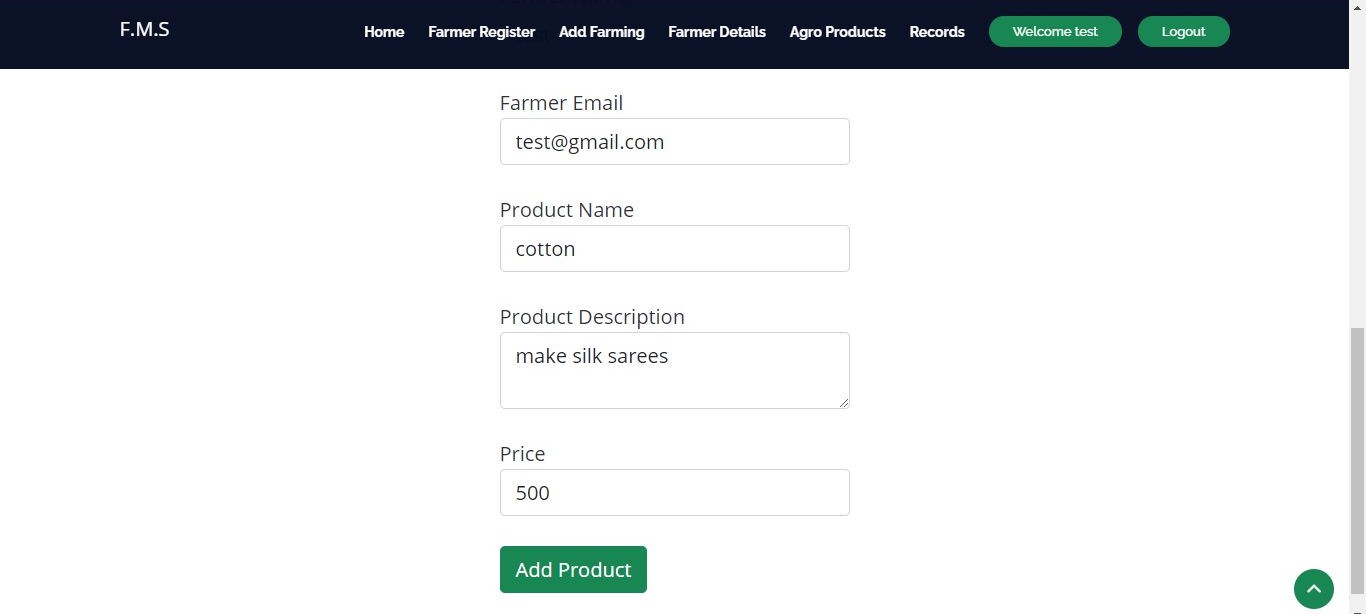 F.M.S
Home Farmer Register Add Farming Farmer Details Agro Products Records Welcome test Logout
Farmer Email
test@gmail.com
Product Name
cotton
Product Description
make silk sarees
Price
500
Add Product